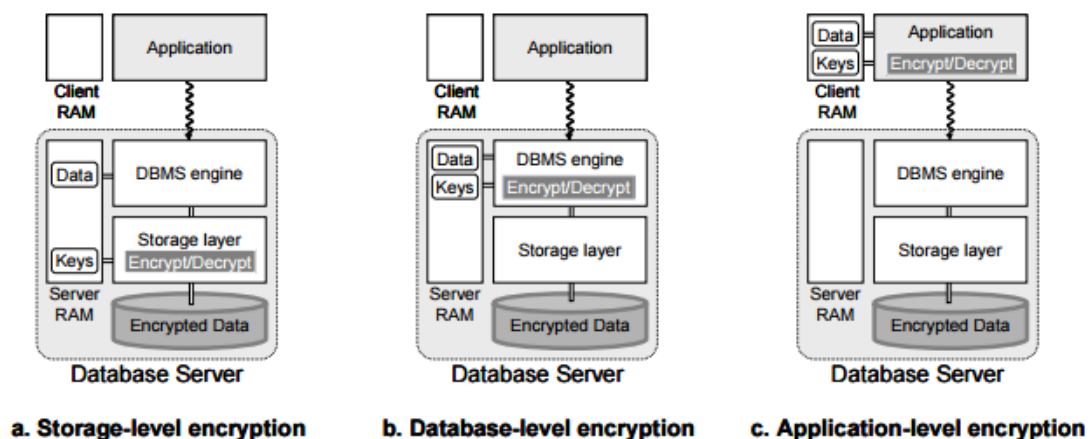 Application
Client
RAM
Data
DBMS engine
Storage layer
Encrypt/Decrypt
Keys
Server
RAM
Encrypted Data
Database Server
a. Storage-level encryption
Application
Client
RAM
Data
Keys
DBMS engine
Encrypt/Decrypt
Storage layer
Server
RAM
Encrypted Data
Database Server
b. Database-level encryption
Data
Keys
Application
Encrypt/Decrypt
Client
RAM
DBMS engine
Storage layer
Server
RAM
Encrypted Data
Database Server
c. Application-level encryption